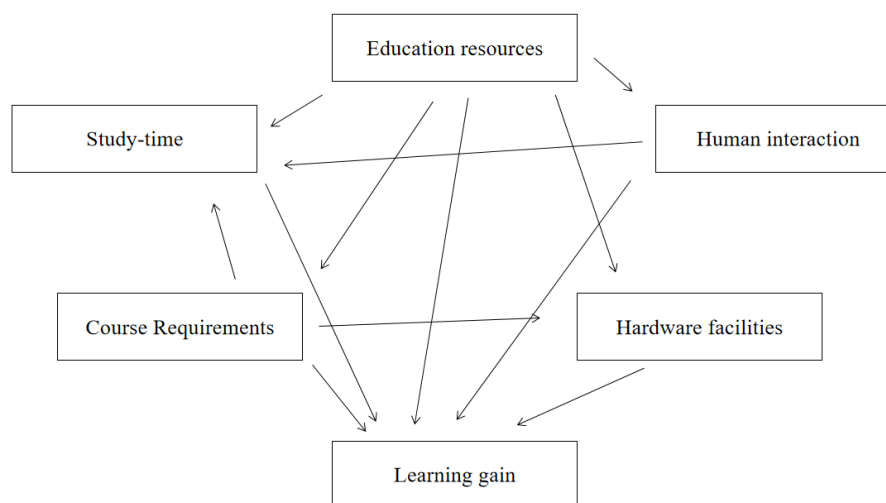 Education resources
Study-time
Human interaction
Course Requirements
Hardware facilities
Learning gain